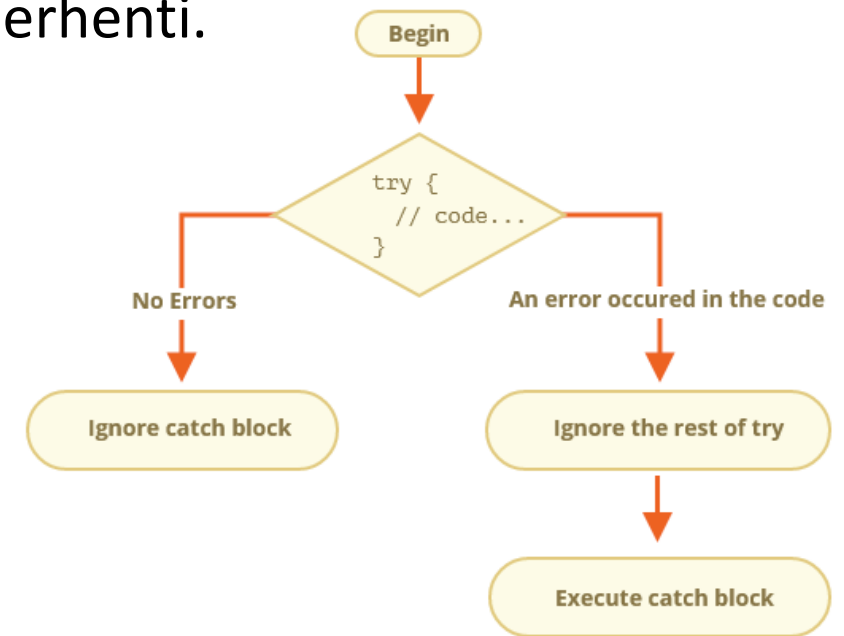 erhenti.
Begin
try {
// code...
}
No Errors
An error occured in the code
Ignore catch block
Ignore the rest of try
Execute catch block